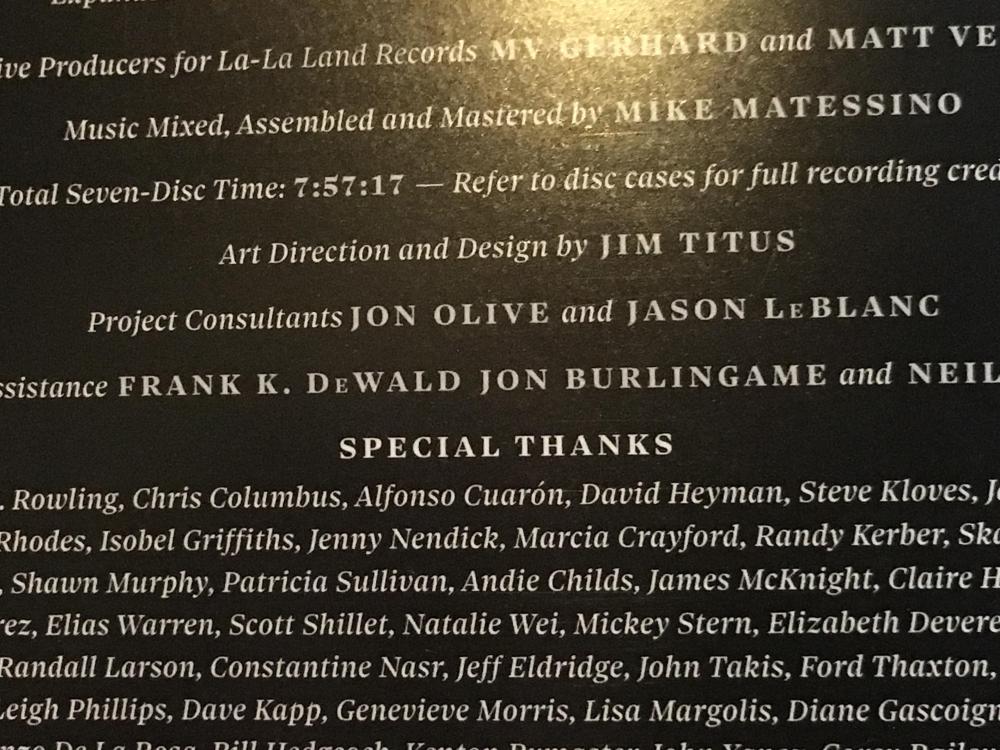 ive Producers for La-La Land Records MV GERHARD and MATT VE
Music Mixed, Assembled and Mastered by MIKE MATESSINO
Total Seven-Disc Time: 7:57:17 — Refer to disc cases for full recording cred
Art Direction and Design by JIM TITUS
Project Consultants JON OLIVE and JASON LeBLANC
ssistance FRANK K. DeWALD JON BURLINGAME and NEIL
SPECIAL THANKS
. Rowling, Chris Columbus, Alfonso Cuarón, David Heyman, Steve Kloves, J
Rhodes, Isobel Griffiths, Jenny Nendick, Marcia Crayford, Randy Kerber, Ska
, Shawn Murphy, Patricia Sullivan, Andie Childs, James McKnight, Claire H
rez, Elias Warren, Scott Shillet, Natalie Wei, Mickey Stern, Elizabeth Devere
Randall Larson, Constantine Nasr, Jeff Eldridge, John Takis, Ford Thaxton,
Leigh Phillips, Dave Kapp, Genevieve Morris, Lisa Margolis, Diane Gascoign
De La Rosa, Bill